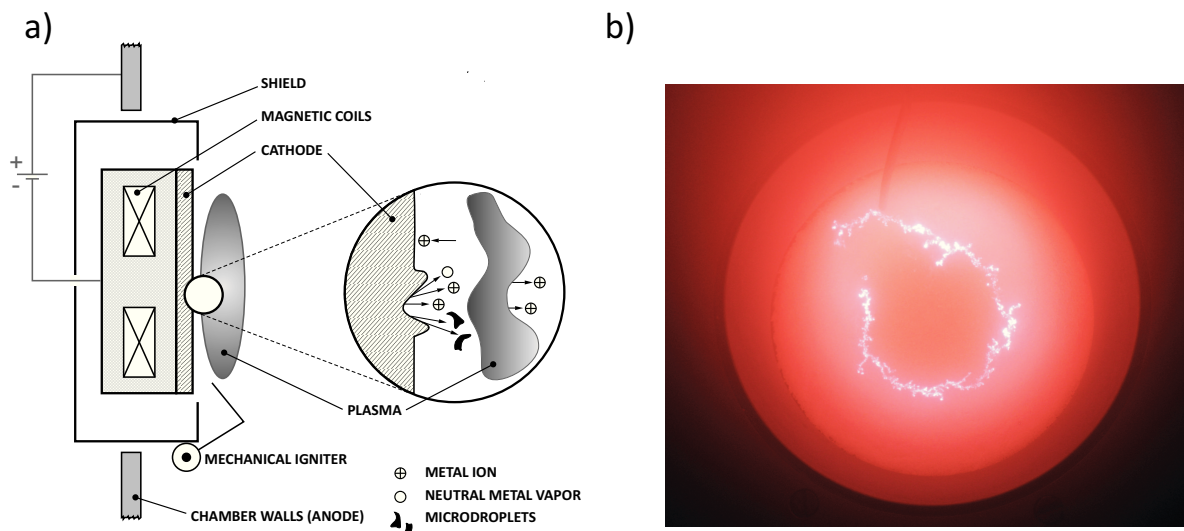 a)
b)
SHIELD
MAGNETIC COILS
CATHODE
+
-
PLASMA
MECHANICAL IGNITER
METAL ION
NEUTRAL METAL VAPOR
MICRODROPLETS
CHAMBER WALLS (ANODE)